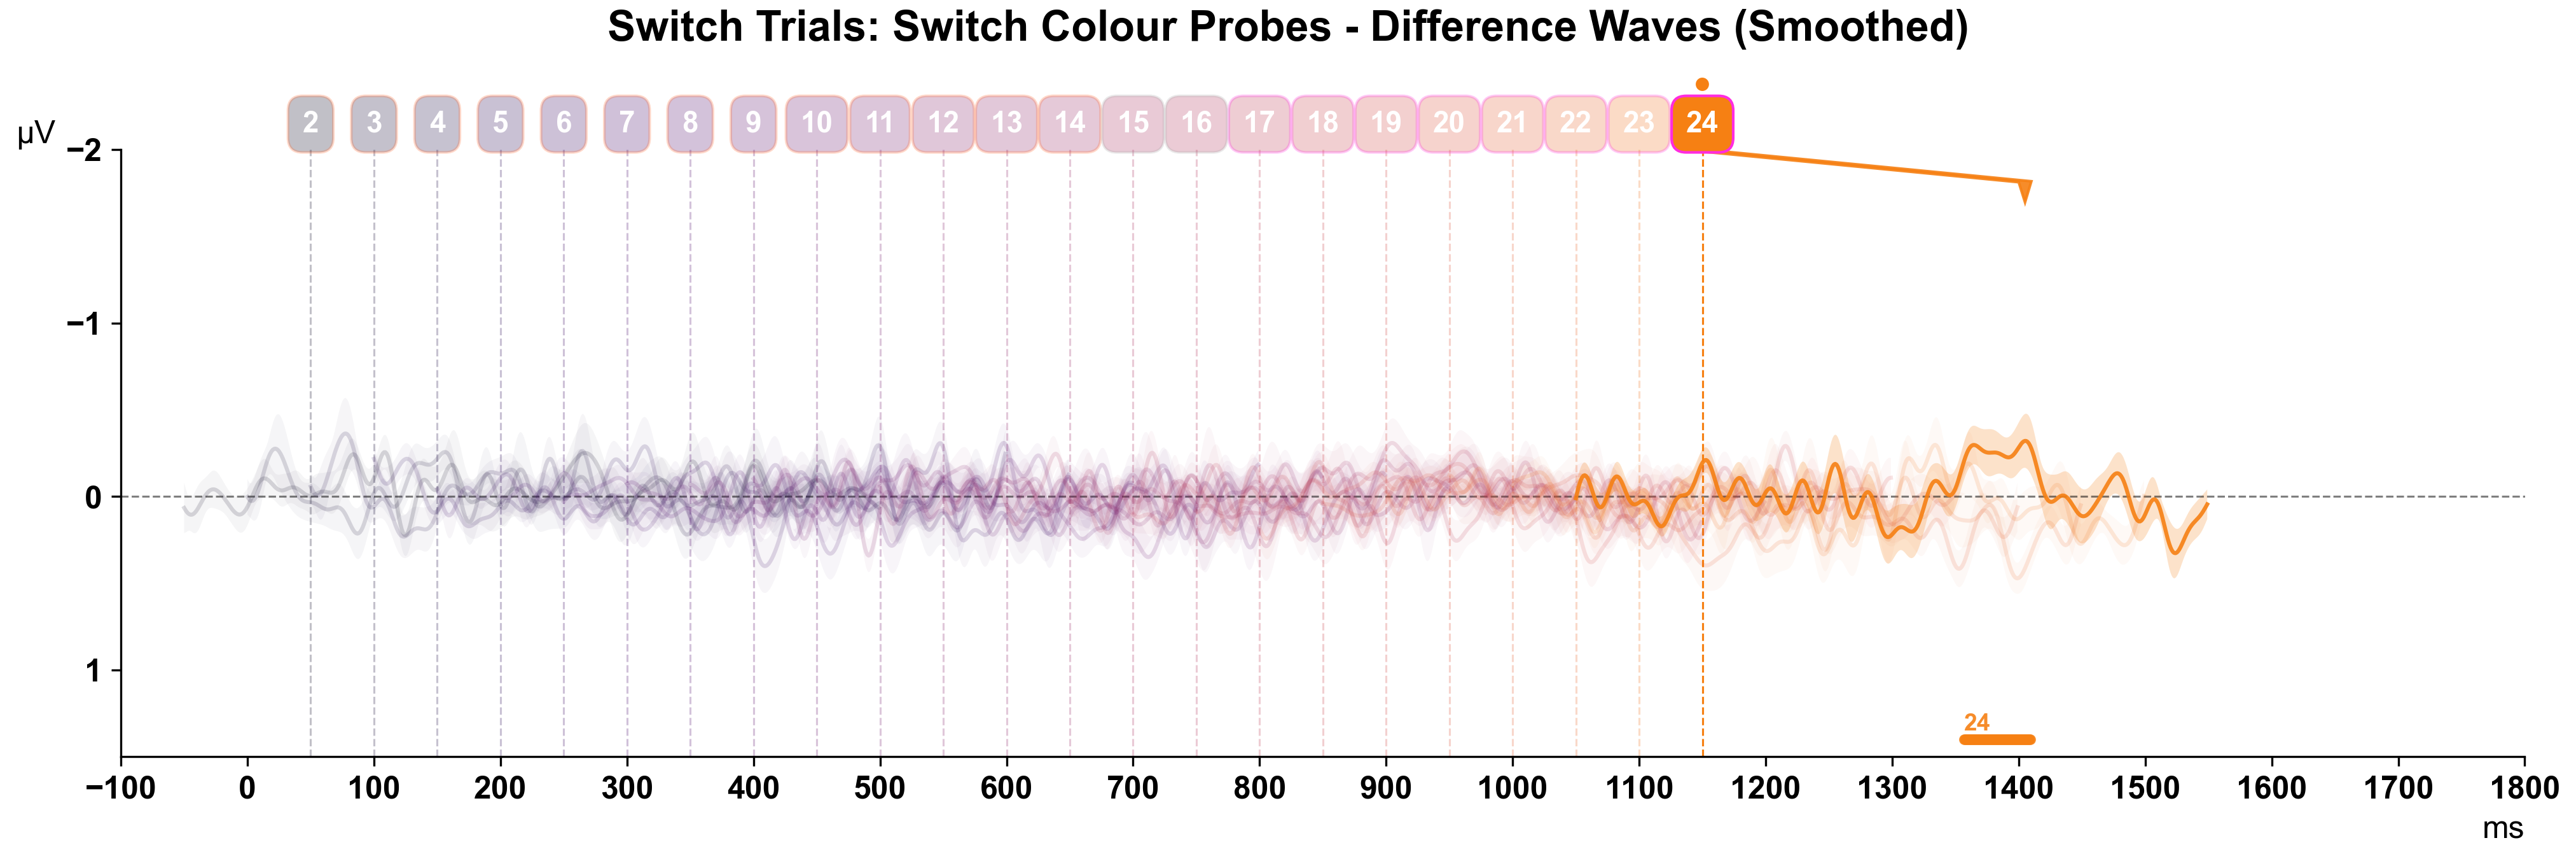 Switch Trials: Switch Colour Probes - Difference Waves (Smoothed)
2 3 4 5 6 7 8 9 10 11 12 13 14 15 16 17 18 19 20 21 22 23 24
µV
−2
−1
0
1
24
−100 0 100 200 300 400 500 600 700 800 900 1000 1100 1200 1300 1400 1500 1600 1700 1800
ms